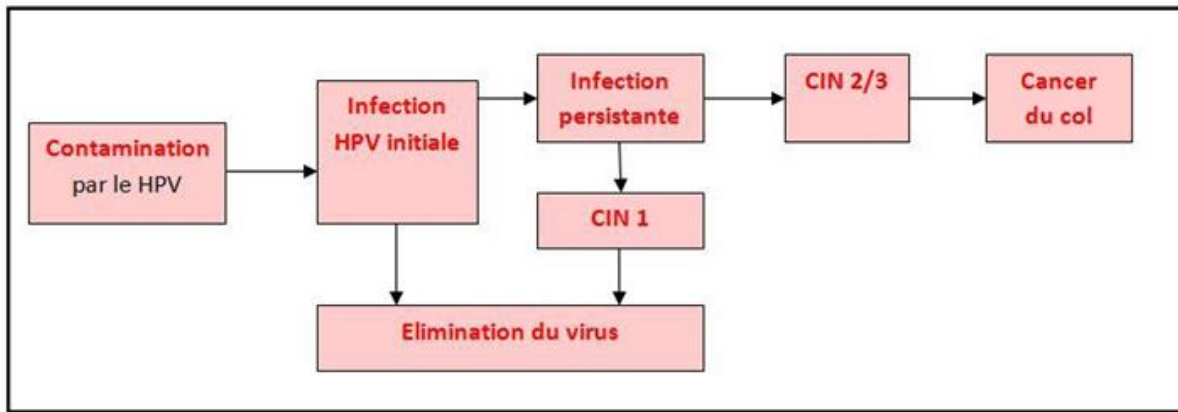 Contamination
par le HPV
Infection
HPV initiale
Infection
persistante
CIN 2/3
Cancer
du col
CIN 1
Elimination du virus